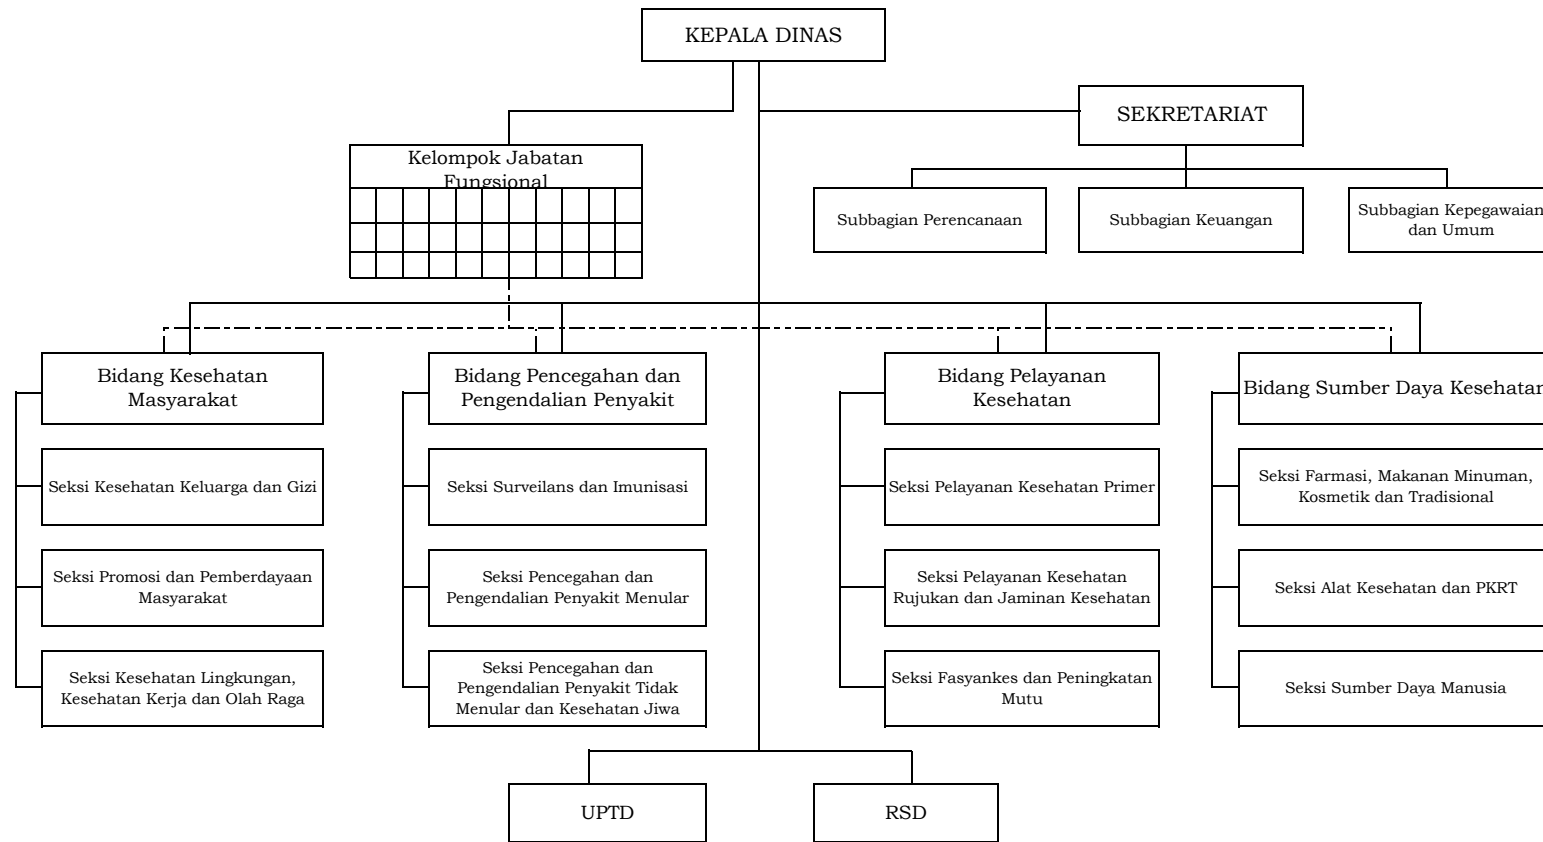 KEPALA DINAS
SEKRETARIAT
Kelompok Jabatan
Fungsional
Subbagian Perencanaan
Subbagian Keuangan
Subbagian Kepegawaian
dan Umum
Bidang Kesehatan
Masyarakat
Bidang Pencegahan dan
Pengendalian Penyakit
Bidang Pelayanan
Kesehatan
Bidang Sumber Daya Kesehatan
Seksi Kesehatan Keluarga dan Gizi
Seksi Surveilans dan Imunisasi
Seksi Pelayanan Kesehatan Primer
Seksi Farmasi, Makanan Minuman,
Kosmetik dan Tradisional
Seksi Promosi dan Pemberdayaan
Masyarakat
Seksi Pencegahan dan
Pengendalian Penyakit Menular
Seksi Pelayanan Kesehatan
Rujukan dan Jaminan Kesehatan
Seksi Alat Kesehatan dan PKRT
Seksi Kesehatan Lingkungan,
Kesehatan Kerja dan Olah Raga
Seksi Pencegahan dan
Pengendalian Penyakit Tidak
Menular dan Kesehatan Jiwa
Seksi Fasyankes dan Peningkatan
Mutu
Seksi Sumber Daya Manusia
UPTD
RSD